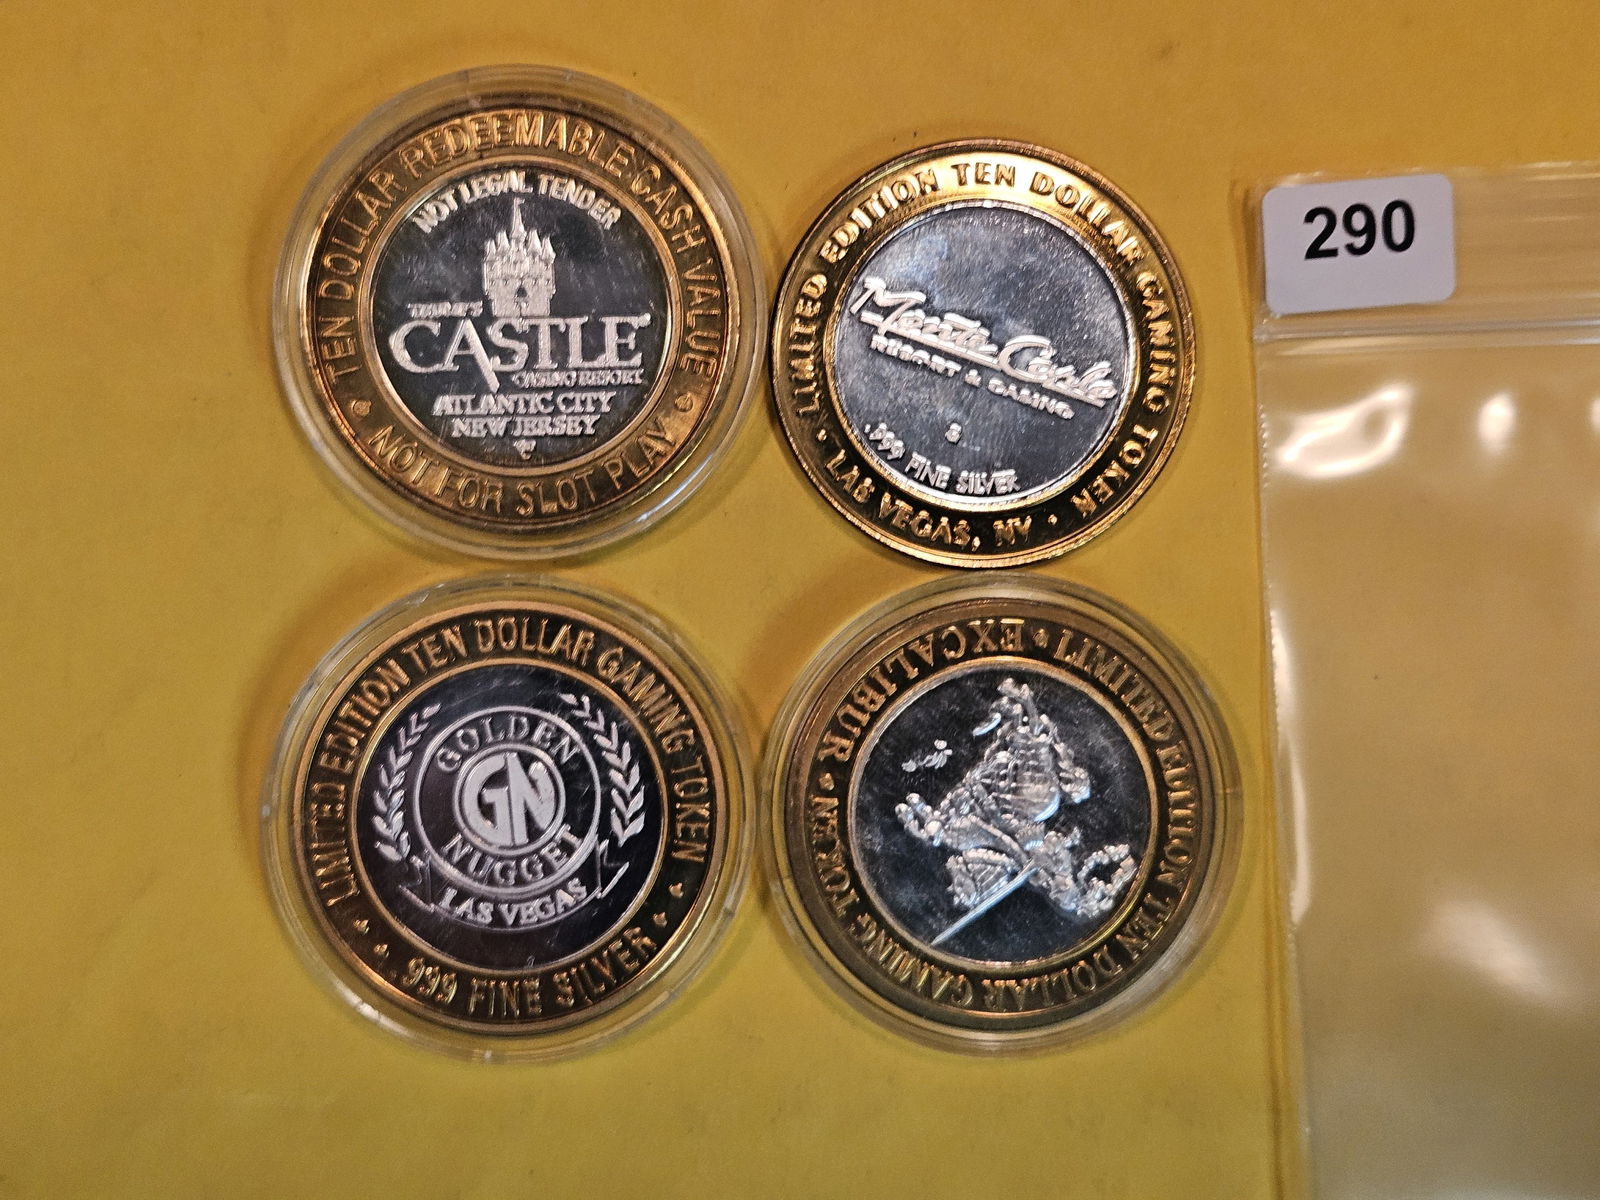 TEN DOLLAR REDEEMABLE CASH VALUE
NOT LEGAL TENDER
TRUMP'S
CASTLE
CASINO RESORT
ATLANTIC CITY
NEW JERSEY
NOT FOR SLOT PLAY
LIMITED EDITION TEN DOLLAR GAMING TOKEN
Monte Carlo
RESORT & CASINO
.999 FINE SILVER
LAS VEGAS, NV
290
LIMITED EDITION TEN DOLLAR GAMING TOKEN
GOLDEN
GN
NUGGET
LAS VEGAS
.999 FINE SILVER
EXCALIBUR
LIMITED EDITION TEN DOLLAR GAMING TOKEN